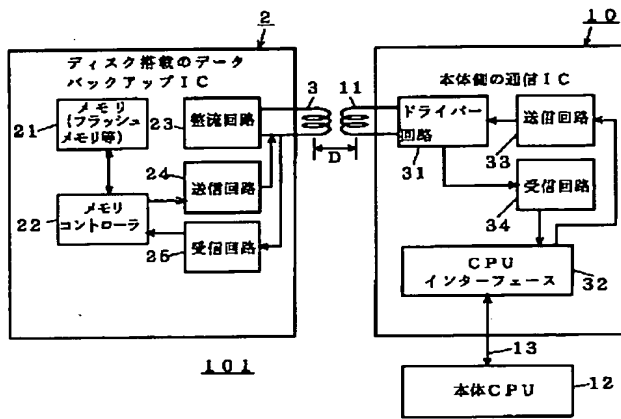 2
10
ディスク搭載のデータ
バックアップIC
本体側の通信IC
3
11
メモリ
(フラッシュ
メモリ等)
21
整流回路
23
ドライバー
回路
31
送信回路
33
D
24
送信回路
受信回路
34
22
メモリ
コントローラ
25
受信回路
CPU
インターフェース
32
101
13
本体CPU
12